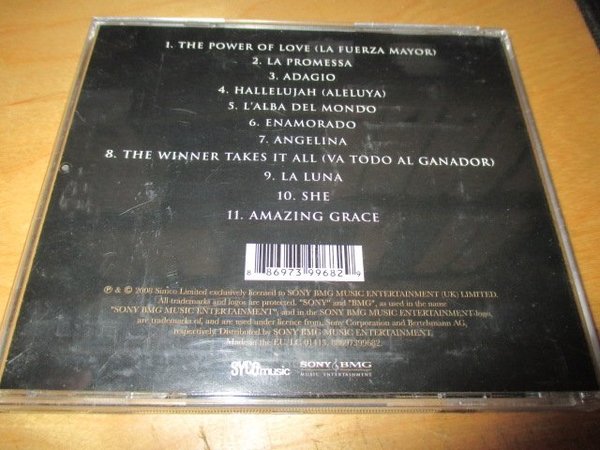 1. THE POWER OF LOVE (LA FUERZA MAYOR)
2. LA PROMESSA
3. ADAGIO
4. HALLELUJAH (ALELUYA)
5. L'ALBA DEL MONDO
6. ENAMORADO
7. ANGELINA
8. THE WINNER TAKES IT ALL (VA TODO AL GANADOR)
9. LA LUNA
10. SHE
11. AMAZING GRACE
8 86973 99682 9
℗ & © 2008 Simco Limited exclusively licensed to SONY BMG MUSIC ENTERTAINMENT (UK) LIMITED.
All trademarks and logos are protected. "SONY" and "BMG", as used in the name
"SONY BMG MUSIC ENTERTAINMENT", and in the SONY BMG MUSIC ENTERTAINMENT logo,
are trademarks of, and are used under licence from, Sony Corporation and Bertelsmann AG,
respectively. Distributed by SONY BMG MUSIC ENTERTAINMENT.
Made in the EU. LC 01413. 88697399682
SYCOmusic
SONY BMG
MUSIC ENTERTAINMENT